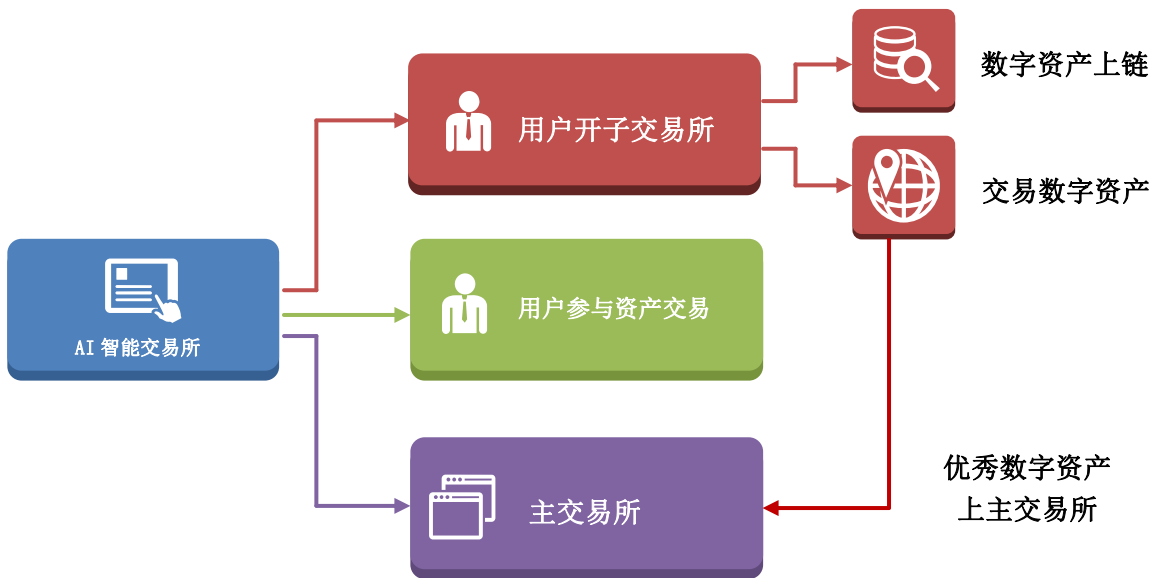 数字资产上链
用户开子交易所
交易数字资产
用户参与资产交易
AI 智能交易所
优秀数字资产
上主交易所
主交易所